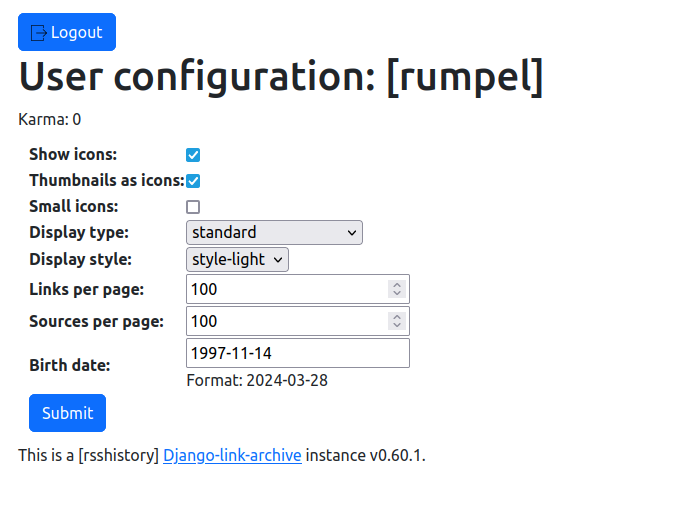 Logout
User configuration: [rumpel]
Karma: 0
Show icons:
Thumbnails as icons:
Small icons:
Display type: standard
Display style: style-light
Links per page: 100
Sources per page: 100
Birth date: 1997-11-14
Format: 2024-03-28
Submit
This is a [rsshistory] Django-link-archive instance v0.60.1.